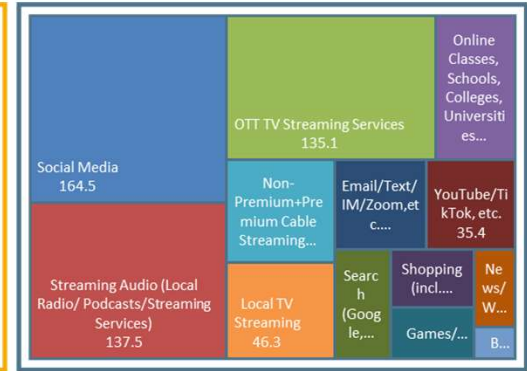 Social Media
164.5
Streaming Audio (Local
Radio/ Podcasts/Streaming
Services)
137.5
OTT TV Streaming Services
135.1
Online
Classes,
Schools,
Colleges,
Universiti
es...
Non-
Premium+Pre
mium Cable
Streaming...
Local TV
Streaming
46.3
Email/Text/
IM/Zoom,et
c....
YouTube/Ti
kTok, etc.
35.4
Searc
h
(Goog
le,...
Shopping
(incl....
Games/...
Ne
ws/
W...
B...